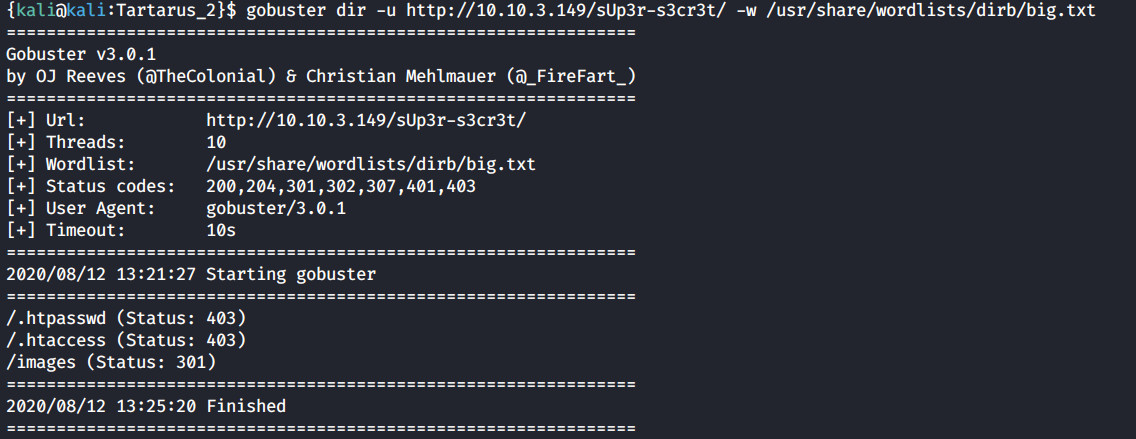 {kali@kali:Tartarus_2}$ gobuster dir -u http://10.10.3.149/sUp3r-s3cr3t/ -w /usr/share/wordlists/dirb/big.txt
===============================================================
Gobuster v3.0.1
by OJ Reeves (@TheColonial) & Christian Mehlmauer (@_FireFart_)
===============================================================
[+] Url:            http://10.10.3.149/sUp3r-s3cr3t/
[+] Threads:        10
[+] Wordlist:       /usr/share/wordlists/dirb/big.txt
[+] Status codes:   200,204,301,302,307,401,403
[+] User Agent:     gobuster/3.0.1
[+] Timeout:        10s
===============================================================
2020/08/12 13:21:27 Starting gobuster
===============================================================
/.htpasswd (Status: 403)
/.htaccess (Status: 403)
/images (Status: 301)
===============================================================
2020/08/12 13:25:20 Finished
===============================================================